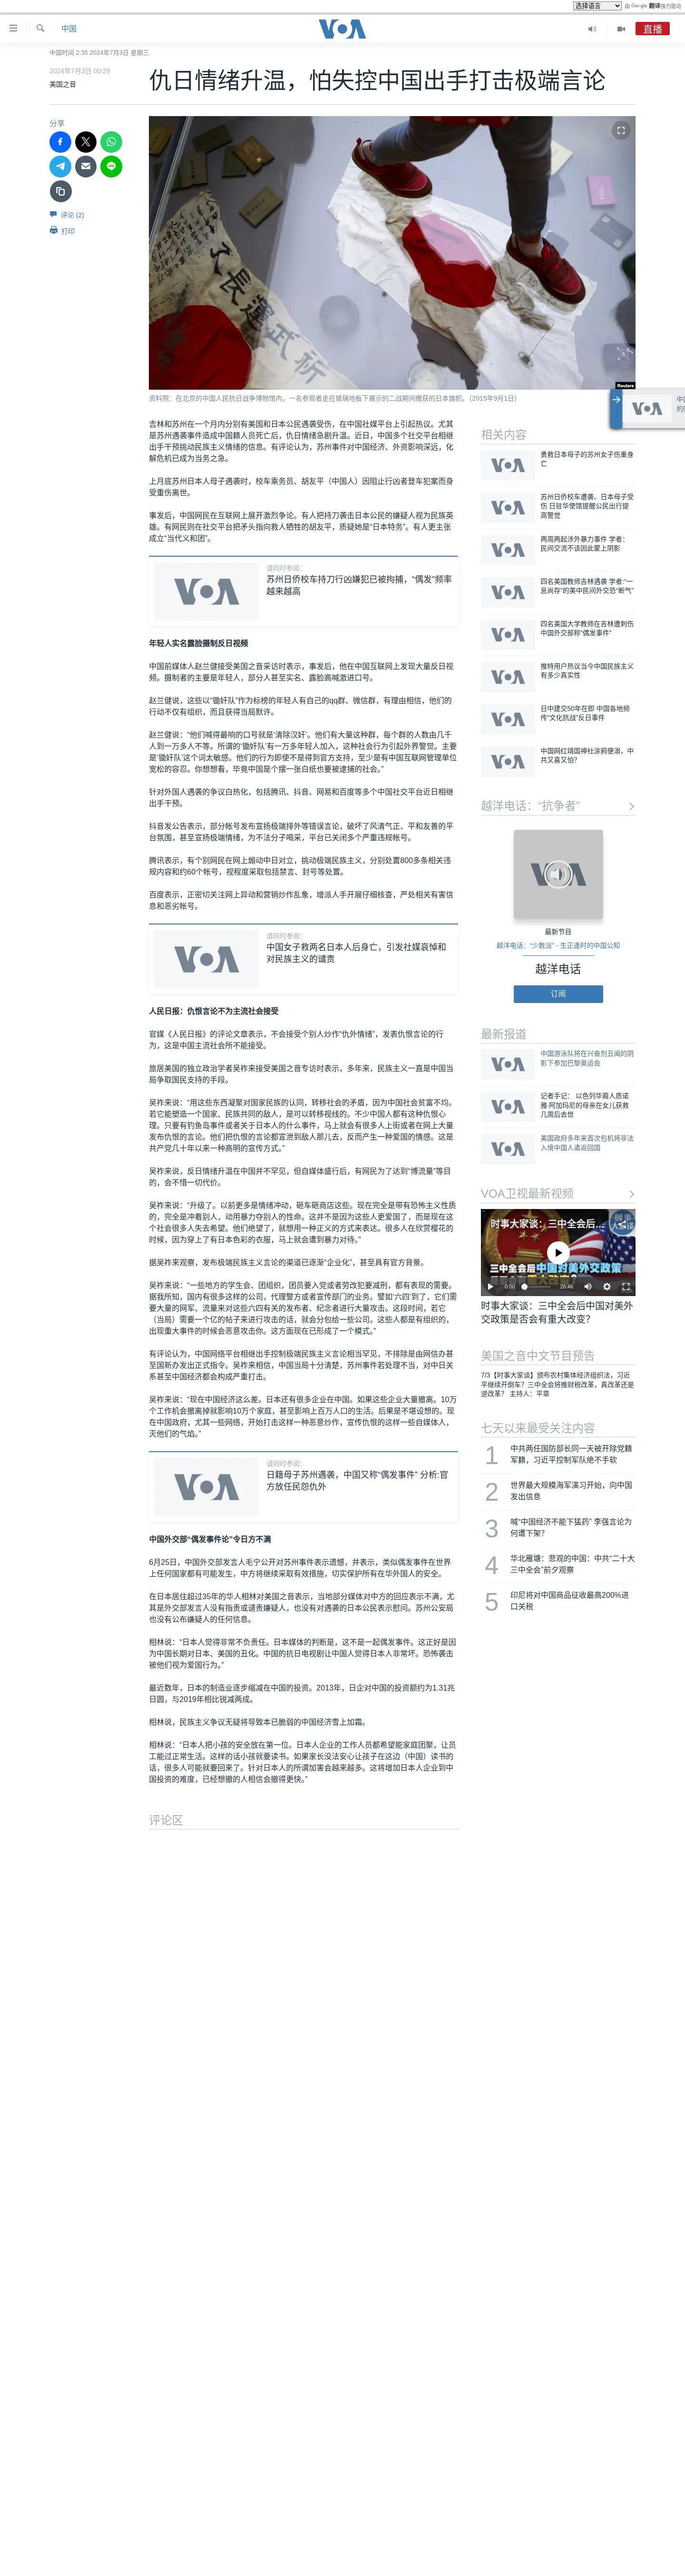 选择语言
由 Google 翻译强力驱动
中国
VOA
直播
中国时间 2:35 2024年7月3日 星期三
2024年7月3日 00:29
美国之音
仇日情绪升温，怕失控中国出手打击极端言论
分享
评论 (2)
打印
Reuters
资料照：在北京的中国人民抗日战争博物馆内，一名参观者走在玻璃地板下展示的二战期间缴获的日本旗帜。（2015年9月1日）
吉林和苏州在一个月内分别有美国和日本公民遇袭受伤，在中国社媒平台上引起热议。尤其
是苏州遇袭事件造成中国籍人员死亡后，仇日情绪急剧升温。近日，中国多个社交平台相继
出手干预挑动民族主义情绪的信息。有评论认为，苏州事件对中国经济、外资影响深远，化
解危机已成为当务之急。
上月底苏州日本人母子遇袭时，校车乘务员、胡友平（中国人）因阻止行凶者登车犯案而身
受重伤离世。
事发后，中国网民在互联网上展开激烈争论。有人把持刀袭击日本公民的嫌疑人视为民族英
雄。有网民则在社交平台把矛头指向救人牺牲的胡友平，质疑她是“日本特务”。有人更主张
成立“当代义和团”。
请同时参阅：
苏州日侨校车持刀行凶嫌犯已被拘捕，“偶发”频率
越来越高
年轻人实名露脸摄制反日视频
中国前媒体人赵兰健接受美国之音采访时表示，事发后，他在中国互联网上发现大量反日视
频。摄制者的主要是年轻人，部分人甚至实名、露脸高喊激进口号。
赵兰健说，这些以“锄奸队”作为标榜的年轻人有自己的qq群、微信群，有理由相信，他们的
行动不仅有组织，而且获得当局默许。
赵兰健说：“他们喊得最响的口号就是‘清除汉奸’。他们有大量这种群，每个群的人数由几千
人到一万多人不等。所谓的‘锄奸队’有一万多年轻人加入，这种社会行为引起外界警觉。主要
是‘锄奸队’这个词太敏感。他们的行为即使不是得到官方支持，至少是有中国互联网管理单位
宽松的容忍。你想想看，毕竟中国是个摆一张白纸也要被逮捕的社会。”
针对外国人遇袭的争议白热化，包括腾讯、抖音、网易和百度等多个中国社交平台近日相继
出手干预。
抖音发公告表示，部分帐号发布宣扬极端排外等错误言论，破坏了风清气正、平和友善的平
台氛围，甚至宣扬极端情绪，为不法分子喝采，平台已关闭多个严重违规帐号。
腾讯表示，有个别网民在网上煽动中日对立，挑动极端民族主义，分别处置800多条相关违
规内容和约60个帐号，视程度采取包括禁言、封号等处置。
百度表示，正密切关注网上异动和营销炒作乱象，增派人手开展仔细核查，严处相关有害信
息和恶劣帐号。
请同时参阅：
中国女子救两名日本人后身亡，引发社媒哀悼和
对民族主义的谴责
人民日报：仇恨言论不为主流社会接受
官媒《人民日报》的评论文章表示，不会接受个别人炒作“仇外情绪”，发表仇恨言论的行
为，这是中国主流社会所不能接受。
旅居美国的独立政治学者吴祚来接受美国之音专访时表示，多年来，民族主义一直是中国当
局争取国民支持的手段。
吴祚来说：“用这些东西凝聚对国家民族的认同，转移社会的矛盾，因为中国社会贫富不均。
若它能塑造一个国家、民族共同的敌人，是可以转移视线的。不少中国人都有这种仇恨心
理。只要有钓鱼岛事件或者关于日本人的什么事件，马上就会有很多人上街或者在网上大量
发布仇恨的言论。他们把仇恨的言论都宣泄到敌人那儿去，反而产生一种爱国的情感。这是
共产党几十年以来一种高明的宣传方式。”
吴祚来说，反日情绪升温在中国并不罕见，但自媒体盛行后，有网民为了达到“博流量”等目
的，会不惜一切代价。
吴祚来说：“升级了。以前更多是情绪冲动，砸车砸商店这些。现在完全是带有恐怖主义性质
的，完全是冲着别人，动用暴力夺别人的性命。这并不是因为这些人更爱国了，而是现在这
个社会很多人失去希望。他们绝望了，就想用一种过激的行动来表达。很多人在欣赏樱花的
时候，因为穿上了有日本色彩的衣服，马上就会遭到暴力对待。”
据吴祚来观察，发布极端民族主义言论的渠道已逐渐“企业化”，甚至具有官方背景。
吴祚来说：“一些地方的学生会、团组织，团员要入党或者劳改犯要减刑，都有表现的需要。
据我所知，国内有很多这样的公司，代理警方或者宣传部门的业务。譬如‘六四’到了，它们需
要大量的网军、流量来对这些六四有关的发布者、纪念者进行大量攻击。这段时间，若它
（当局）需要一个亿的帖子来进行攻击的话，就会分包给一些公司。这些人都是有组织的，
出现重大事件的时候会恶意攻击你。这方面现在已形成了一个模式。”
有评论认为，中国网络平台相继出手控制极端民族主义言论相当罕见，不排除是由网信办甚
至国新办发出正式指令。吴祚来相信，中国当局十分清楚，苏州事件若处理不当，对中日关
系甚至中国经济都会构成严重打击。
吴祚来说：“现在中国经济这么差。日本还有很多企业在中国。如果这些企业大量撤离。10万
个工作机会撤离掉就影响10万个家庭，甚至影响上百万人口的生活。后果是不堪设想的。现
在中国政府，尤其一些网络，开始打击这样一种恶意炒作，宣传仇恨的这样一些自媒体人，
灭他们的气焰。”
请同时参阅：
日籍母子苏州遇袭，中国又称“偶发事件” 分析:官
方放任民怨仇外
中国外交部“偶发事件论”令日方不满
6月25日，中国外交部发言人毛宁公开对苏州事件表示遗憾，并表示，类似偶发事件在世界
上任何国家都有可能发生，中方将继续采取有效措施，切实保护所有在华外国人的安全。
在日本居住超过35年的华人相林对美国之音表示，当地部分媒体对中方的回应表示不满，尤
其是外交部发言人没有指责或谴责嫌疑人，也没有对遇袭的日本公民表示慰问。苏州公安局
也没有公布嫌疑人的任何信息。
相林说：“日本人觉得非常不负责任。日本媒体的判断是，这不是一起偶发事件。这正好是因
为中国长期对日本、美国的丑化。中国的抗日电视剧让中国人觉得日本人非常坏。恐怖袭击
被他们视为爱国行为。”
最近数年，日本的制造业逐步缩减在中国的投资。2013年，日企对中国的投资额约为1.31兆
日圆，与2019年相比锐减两成。
相林说，民族主义争议无疑将导致本已脆弱的中国经济雪上加霜。
相林说：“日本人把小孩的安全放在第一位。日本人企业的工作人员都希望能家庭团聚，让员
工能过正常生活。这样的话小孩就要读书。如果家长没法安心让孩子在这边（中国）读书的
话，很多人可能就要回来了。针对日本人的所谓加害会越来越多。这将增加日本人企业到中
国投资的难度，已经想撤的人相信会撤得更快。”
评论区
相关内容
勇救日本母子的苏州女子伤重身
亡
苏州日侨校车遭袭、日本母子受
伤 日驻华使馆提醒公民出行提
高警觉
两周两起涉外暴力事件 学者：
民间交流不该因此蒙上阴影
四名美国教师吉林遇袭 学者:“一
息尚存”的美中民间外交恐“断气”
四名美国大学教师在吉林遭刺伤
中国外交部称“偶发事件”
推特用户热议当今中国民族主义
有多少真实性
日中建交50年在即 中国各地频
传“文化抗战”反日事件
中国网红靖国神社涂鸦便溺，中
共又喜又怕？
越洋电话：“抗争者”
最新节目
越洋电话：“少数派” - 生正逢时的中国公知
越洋电话
订阅
最新报道
中国游泳队将在兴奋剂丑闻的阴
影下参加巴黎奥运会
记者手记： 以色列华裔人质诺
雅·阿加玛尼的母亲在女儿获救
几周后去世
美国政府多年来首次包机将非法
入境中国人遣返回国
VOA卫视最新视频
时事大家谈：三中全会后...
三中全会后中国对美外交政策
0:00
26:46
时事大家谈：三中全会后中国对美外
交政策是否会有重大改变？
美国之音中文节目预告
7/3【时事大家谈】颁布农村集体经济组织法，习近
平继续开倒车？三中全会将推财税改革，真改革还是
逆改革？ 主持人：平章
七天以来最受关注内容
1
中共两任国防部长同一天被开除党籍
军籍，习近平控制军队绝不手软
2
世界最大规模海军演习开始，向中国
发出信息
3
喊“中国经济不能下猛药” 李强言论为
何遭下架？
4
华北雁塘：悲观的中国：中共“二十大
三中全会”前夕观察
5
印尼将对中国商品征收最高200%进
口关税